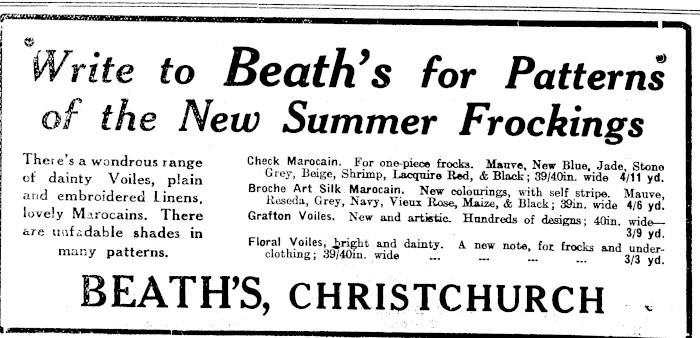 Write to Beath's for Patterns
of the New Summer Frockings
There's a wondrous range
of dainty Voiles, plain
and embroidered Linens,
lovely Marocains. There
are unfadable shades in
many patterns.
Check Marocain. For one-piece frocks. Mauve, New Blue, Jade, Stone
Grey, Beige, Shrimp, Lacquire Red, & Black; 39/40in. wide 4/11 yd.
Broche Art Silk Marocain. New colourings, with self stripe. Mauve,
Reseda, Grey, Navy, Vieux Rose, Maize, & Black; 39in. wide 4/6 yd.
Grafton Voiles. New and artistic. Hundreds of designs; 40in. wide—
3/9 yd.
Floral Voiles, bright and dainty. A new note, for frocks and under-
clothing; 39/40in. wide ... ... ... ... 3/3 yd.
BEATH'S, CHRISTCHURCH